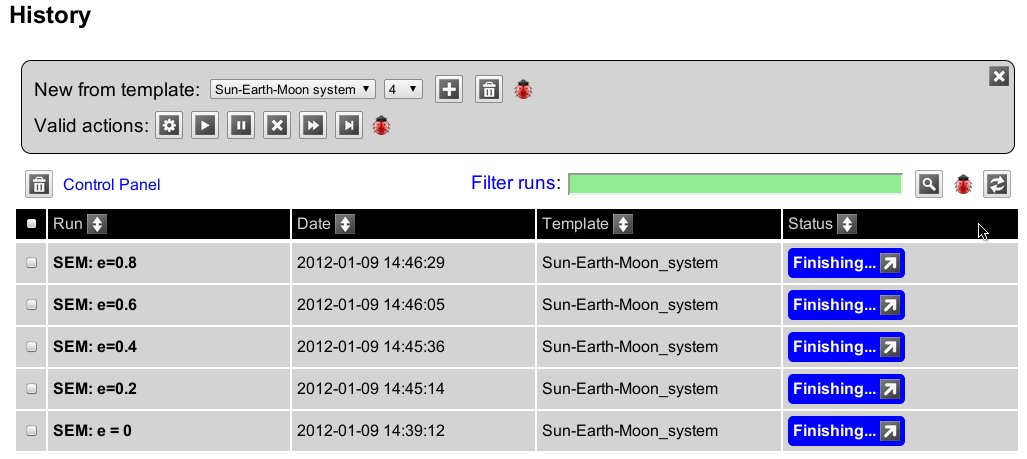 History
New from template: Sun-Earth-Moon system 4
Valid actions:
Control Panel Filter runs:
Run Date Template Status
SEM: e=0.8 2012-01-09 14:46:29 Sun-Earth-Moon_system Finishing...
SEM: e=0.6 2012-01-09 14:46:05 Sun-Earth-Moon_system Finishing...
SEM: e=0.4 2012-01-09 14:45:36 Sun-Earth-Moon_system Finishing...
SEM: e=0.2 2012-01-09 14:45:14 Sun-Earth-Moon_system Finishing...
SEM: e = 0 2012-01-09 14:39:12 Sun-Earth-Moon_system Finishing...